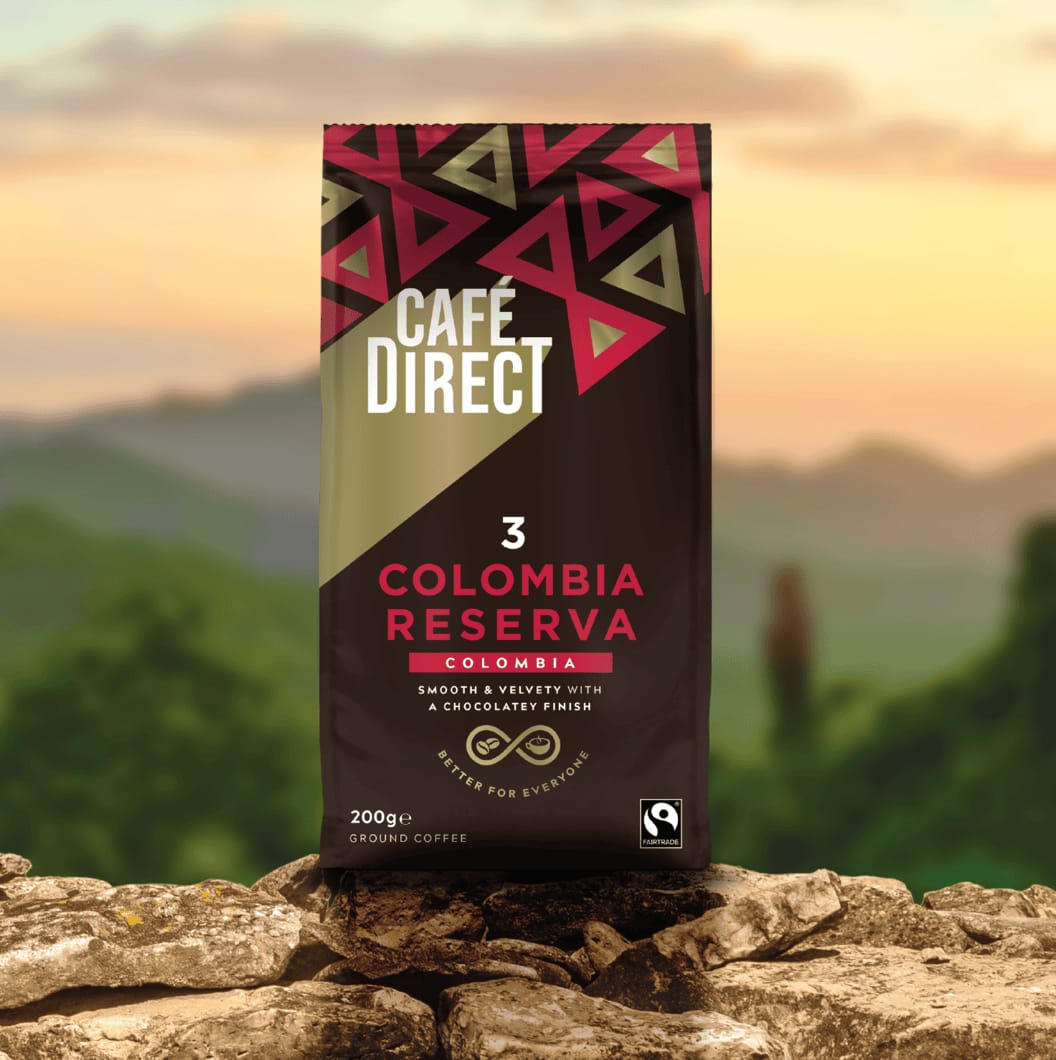 CAFÉ
DIRECT
3
COLOMBIA
RESERVA
COLOMBIA
SMOOTH & VELVETY WITH
A CHOCOLATEY FINISH
BETTER FOR EVERYONE
200g℮
GROUND COFFEE
FAIRTRADE